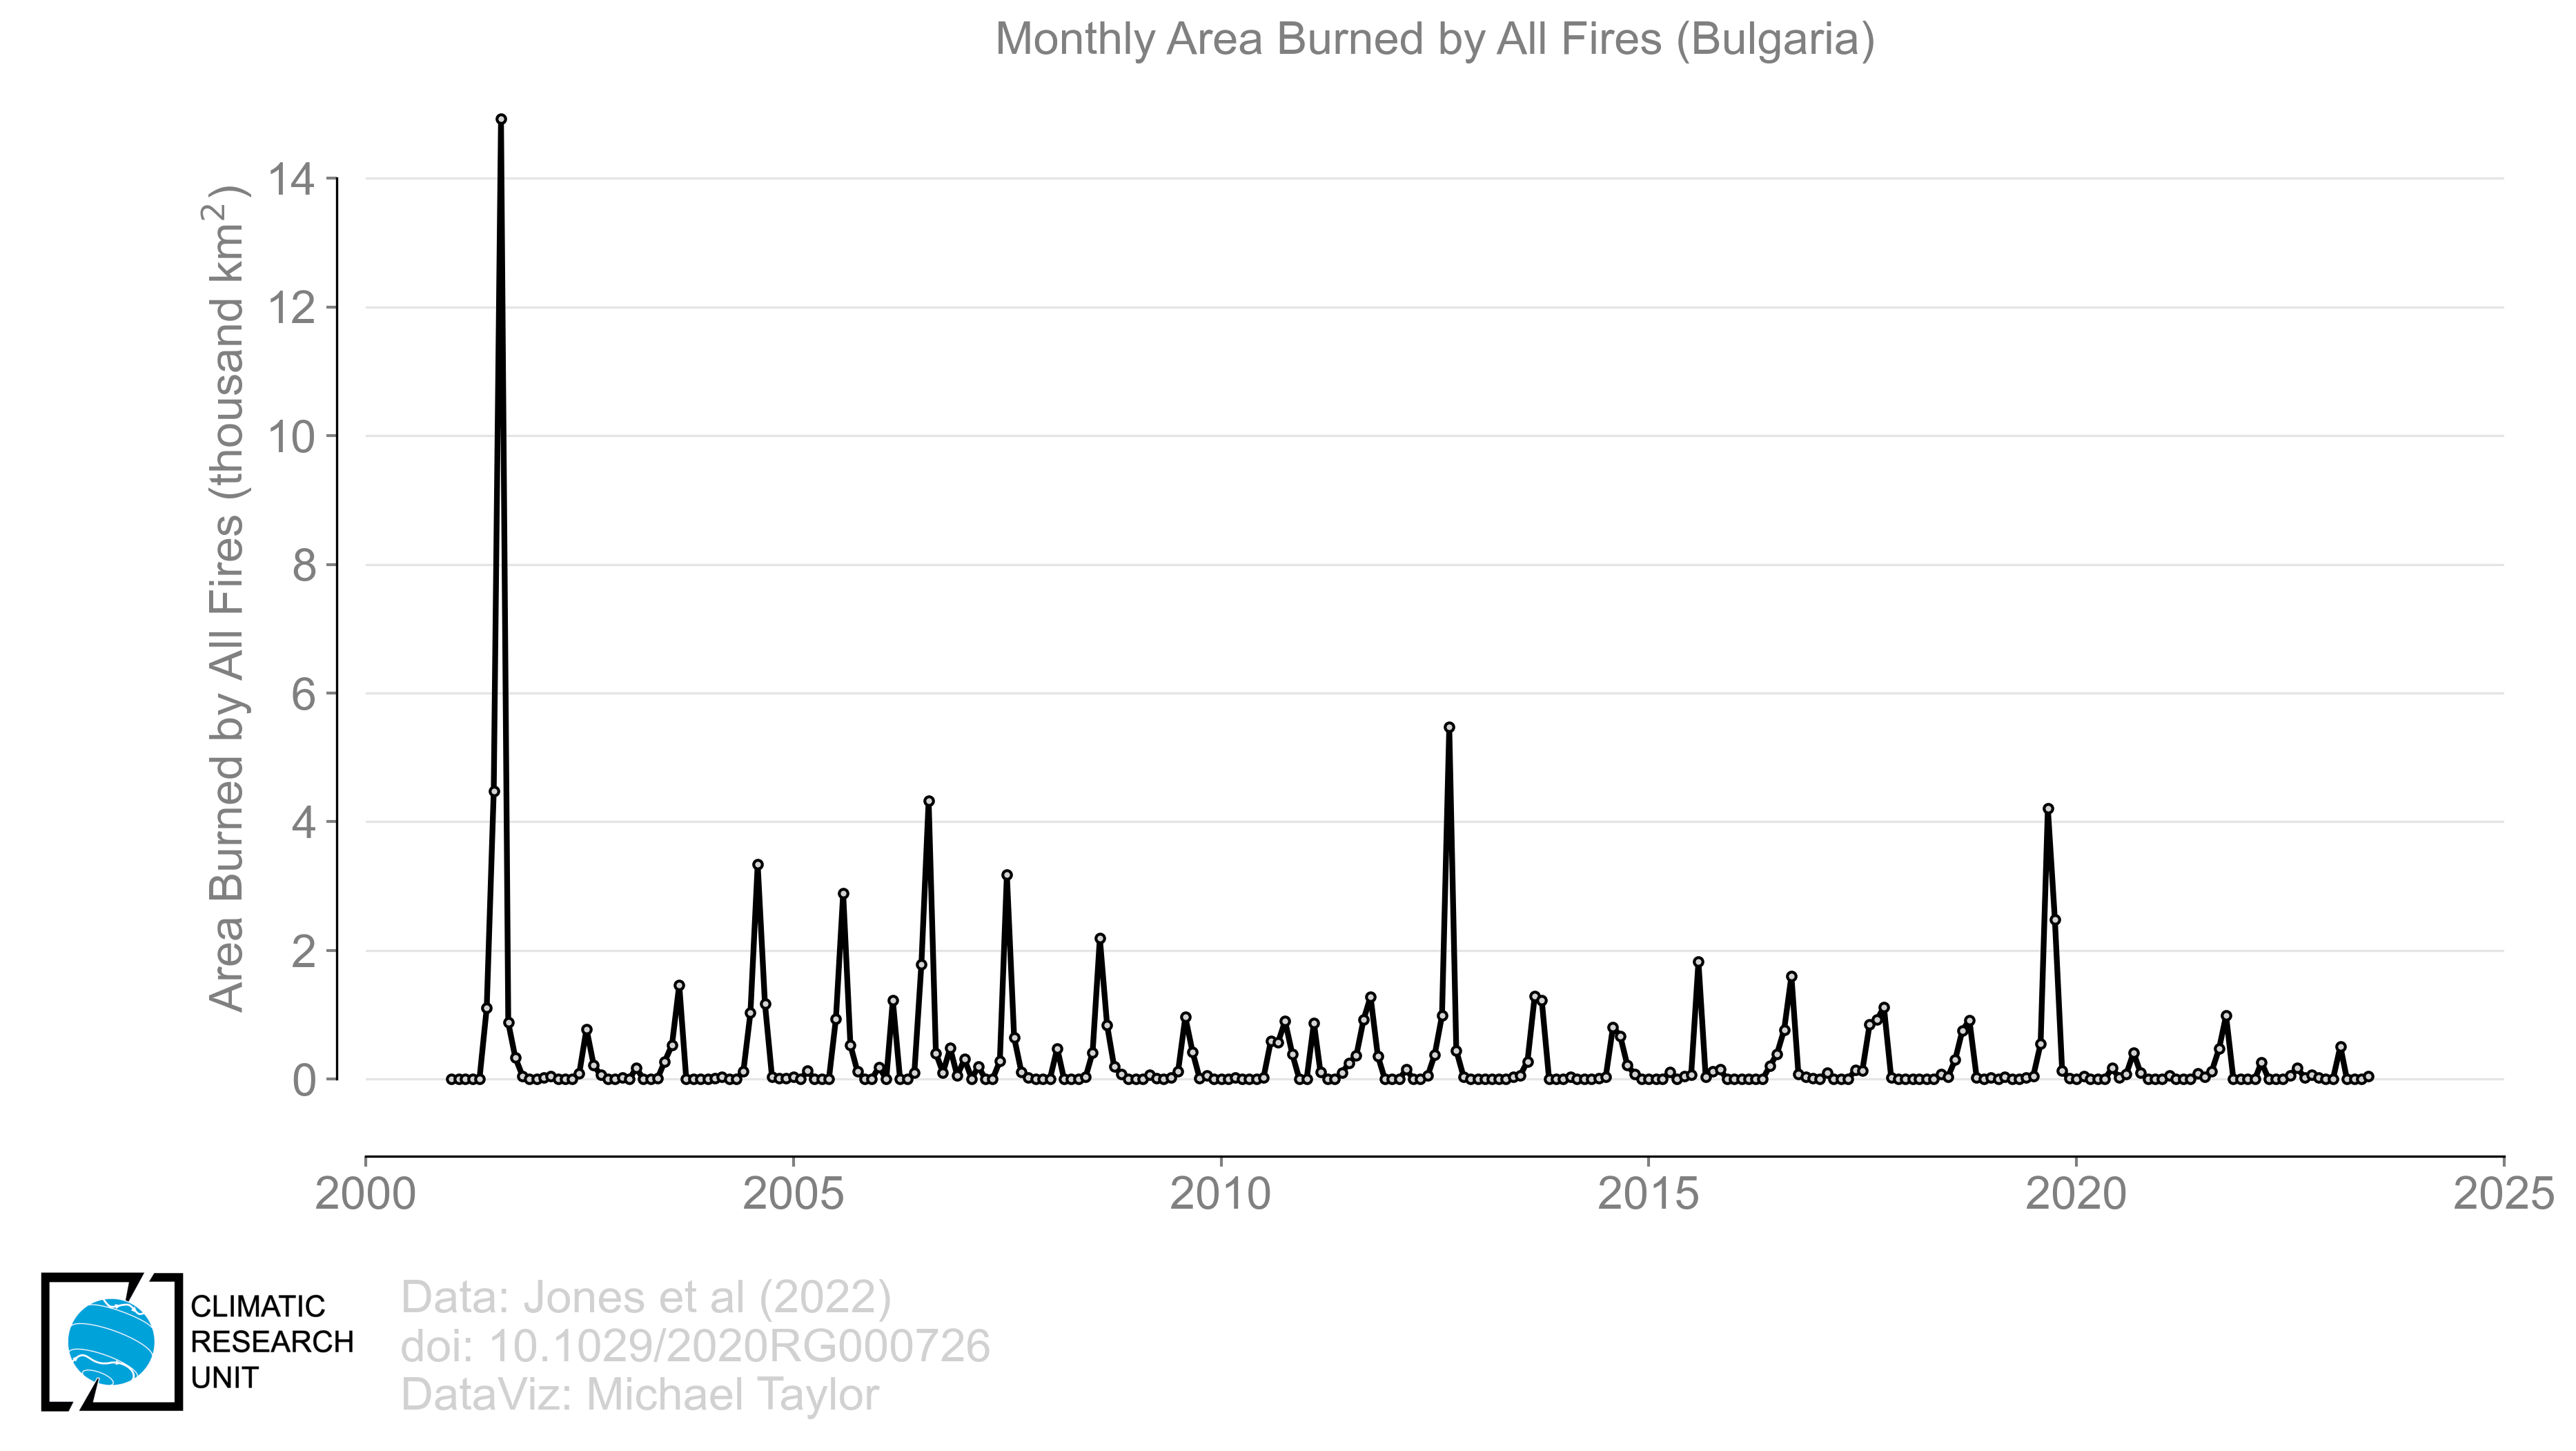 Monthly Area Burned by All Fires (Bulgaria)
Area Burned by All Fires (thousand km²)
14
12
10
8
6
4
2
0
2000 2005 2010 2015 2020 2025
CLIMATIC
RESEARCH
UNIT
Data: Jones et al (2022)
doi: 10.1029/2020RG000726
DataViz: Michael Taylor